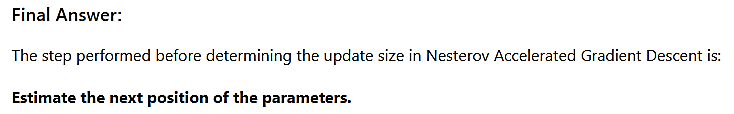 Final Answer:
The step performed before determining the update size in Nesterov Accelerated Gradient Descent is:
Estimate the next position of the parameters.